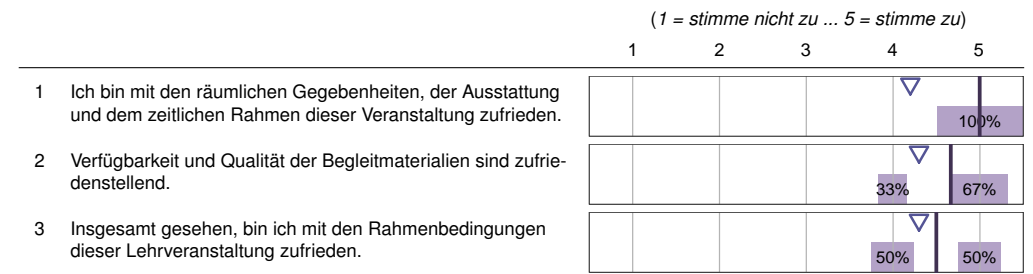 (1 = stimme nicht zu ... 5 = stimme zu)
1 2 3 4 5
1 Ich bin mit den räumlichen Gegebenheiten, der Ausstattung
und dem zeitlichen Rahmen dieser Veranstaltung zufrieden.
100%
2 Verfügbarkeit und Qualität der Begleitmaterialien sind zufrie-
denstellend.
33% 67%
3 Insgesamt gesehen, bin ich mit den Rahmenbedingungen
dieser Lehrveranstaltung zufrieden.
50% 50%